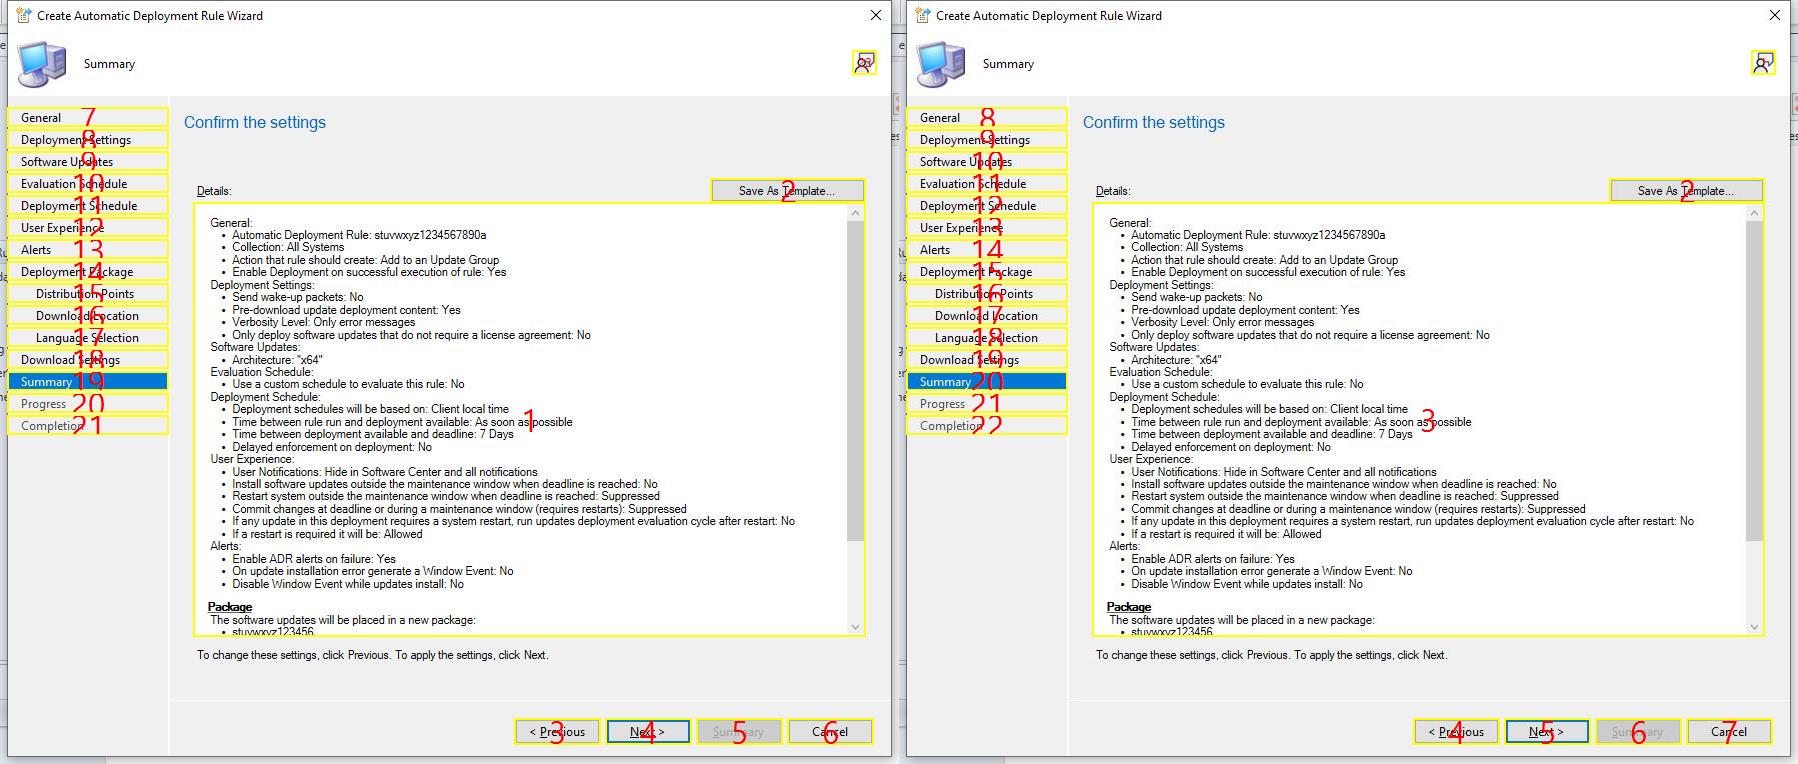 Create Automatic Deployment Rule Wizard
Summary
General 7
Deployment Settings 8
Software Updates 9
Evaluation Schedule 10
Deployment Schedule 11
User Experience 12
Alerts 13
Deployment Package 14
Distribution Points 15
Download Location 16
Language Selection 17
Download Settings 18
Summary 19
Progress 20
Completion 21
Confirm the settings
Details:
Save As Template... 2
General:
• Automatic Deployment Rule: stuvwxyz1234567890a
• Collection: All Systems
• Action that rule should create: Add to an Update Group
• Enable Deployment on successful execution of rule: Yes
Deployment Settings:
• Send wake-up packets: No
• Pre-download update deployment content: Yes
• Verbosity Level: Only error messages
• Only deploy software updates that do not require a license agreement: No
Software Updates:
• Architecture: "x64"
Evaluation Schedule:
• Use a custom schedule to evaluate this rule: No
Deployment Schedule:
• Deployment schedules will be based on: Client local time
• Time between rule run and deployment available: As soon as possible
1
• Time between deployment available and deadline: 7 Days
• Delayed enforcement on deployment: No
User Experience:
• User Notifications: Hide in Software Center and all notifications
• Install software updates outside the maintenance window when deadline is reached: No
• Restart system outside the maintenance window when deadline is reached: Suppressed
• Commit changes at deadline or during a maintenance window (requires restarts): Suppressed
• If any update in this deployment requires a system restart, run updates deployment evaluation cycle after restart: No
• If a restart is required it will be: Allowed
Alerts:
• Enable ADR alerts on failure: Yes
• On update installation error generate a Window Event: No
• Disable Window Event while updates install: No
Package
The software updates will be placed in a new package:
• stuvwxyz123456
To change these settings, click Previous. To apply the settings, click Next.
< Previous 3
Next > 4
Summary 5
Cancel 6
Create Automatic Deployment Rule Wizard
Summary
General 8
Deployment Settings 9
Software Updates 10
Evaluation Schedule 11
Deployment Schedule 12
User Experience 13
Alerts 14
Deployment Package 15
Distribution Points 16
Download Location 17
Language Selection 18
Download Settings 19
Summary 20
Progress 21
Completion 22
Confirm the settings
Details:
Save As Template... 2
General:
• Automatic Deployment Rule: stuvwxyz1234567890a
• Collection: All Systems
• Action that rule should create: Add to an Update Group
• Enable Deployment on successful execution of rule: Yes
Deployment Settings:
• Send wake-up packets: No
• Pre-download update deployment content: Yes
• Verbosity Level: Only error messages
• Only deploy software updates that do not require a license agreement: No
Software Updates:
• Architecture: "x64"
Evaluation Schedule:
• Use a custom schedule to evaluate this rule: No
Deployment Schedule:
• Deployment schedules will be based on: Client local time
• Time between rule run and deployment available: As soon as possible
3
• Time between deployment available and deadline: 7 Days
• Delayed enforcement on deployment: No
User Experience:
• User Notifications: Hide in Software Center and all notifications
• Install software updates outside the maintenance window when deadline is reached: No
• Restart system outside the maintenance window when deadline is reached: Suppressed
• Commit changes at deadline or during a maintenance window (requires restarts): Suppressed
• If any update in this deployment requires a system restart, run updates deployment evaluation cycle after restart: No
• If a restart is required it will be: Allowed
Alerts:
• Enable ADR alerts on failure: Yes
• On update installation error generate a Window Event: No
• Disable Window Event while updates install: No
Package
The software updates will be placed in a new package:
• stuvwxyz123456
To change these settings, click Previous. To apply the settings, click Next.
< Previous 4
Next > 5
Summary 6
Cancel 7